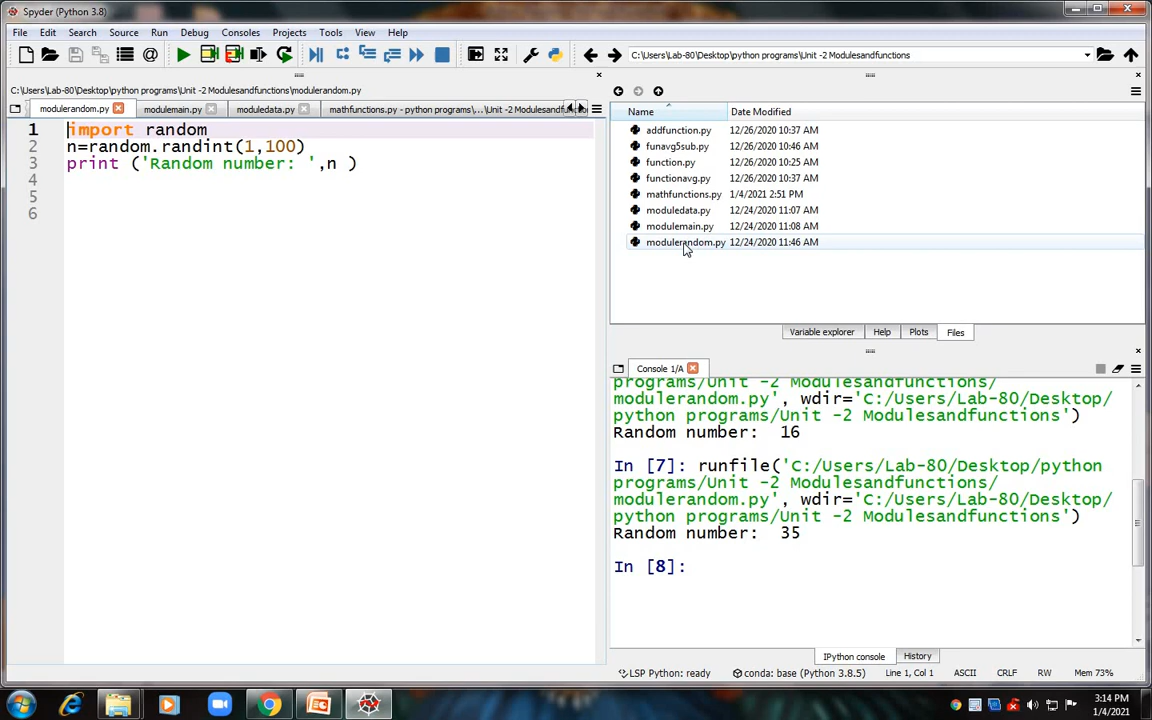 Spyder (Python 3.8)
File Edit Search Source Run Debug Consoles Projects Tools View Help
C:\Users\Lab-80\Desktop\python programs\Unit -2 Modulesandfunctions
C:\Users\Lab-80\Desktop\python programs\Unit -2 Modulesandfunctions\modulerandom.py
modulerandom.py modulemain.py moduledata.py mathfunctions.py - python programs\...\Unit -2 Modulesandf
1 import random
2 n=random.randint(1,100)
3 print ('Random number: ',n )
4
5
6
Name Date Modified
addfunction.py 12/26/2020 10:37 AM
funavg5sub.py 12/26/2020 10:46 AM
function.py 12/26/2020 10:25 AM
functionavg.py 12/26/2020 10:37 AM
mathfunctions.py 1/4/2021 2:51 PM
moduledata.py 12/24/2020 11:07 AM
modulemain.py 12/24/2020 11:08 AM
modulerandom.py 12/24/2020 11:46 AM
Variable explorer Help Plots Files
Console 1/A
programs/Unit -2 Modulesandfunctions/
modulerandom.py', wdir='C:/Users/Lab-80/Desktop/
python programs/Unit -2 Modulesandfunctions')
Random number:  16
In [7]: runfile('C:/Users/Lab-80/Desktop/python
programs/Unit -2 Modulesandfunctions/
modulerandom.py', wdir='C:/Users/Lab-80/Desktop/
python programs/Unit -2 Modulesandfunctions')
Random number:  35
In [8]:
IPython console History
LSP Python: ready conda: base (Python 3.8.5) Line 1, Col 1 ASCII CRLF RW Mem 73%
3:14 PM
1/4/2021